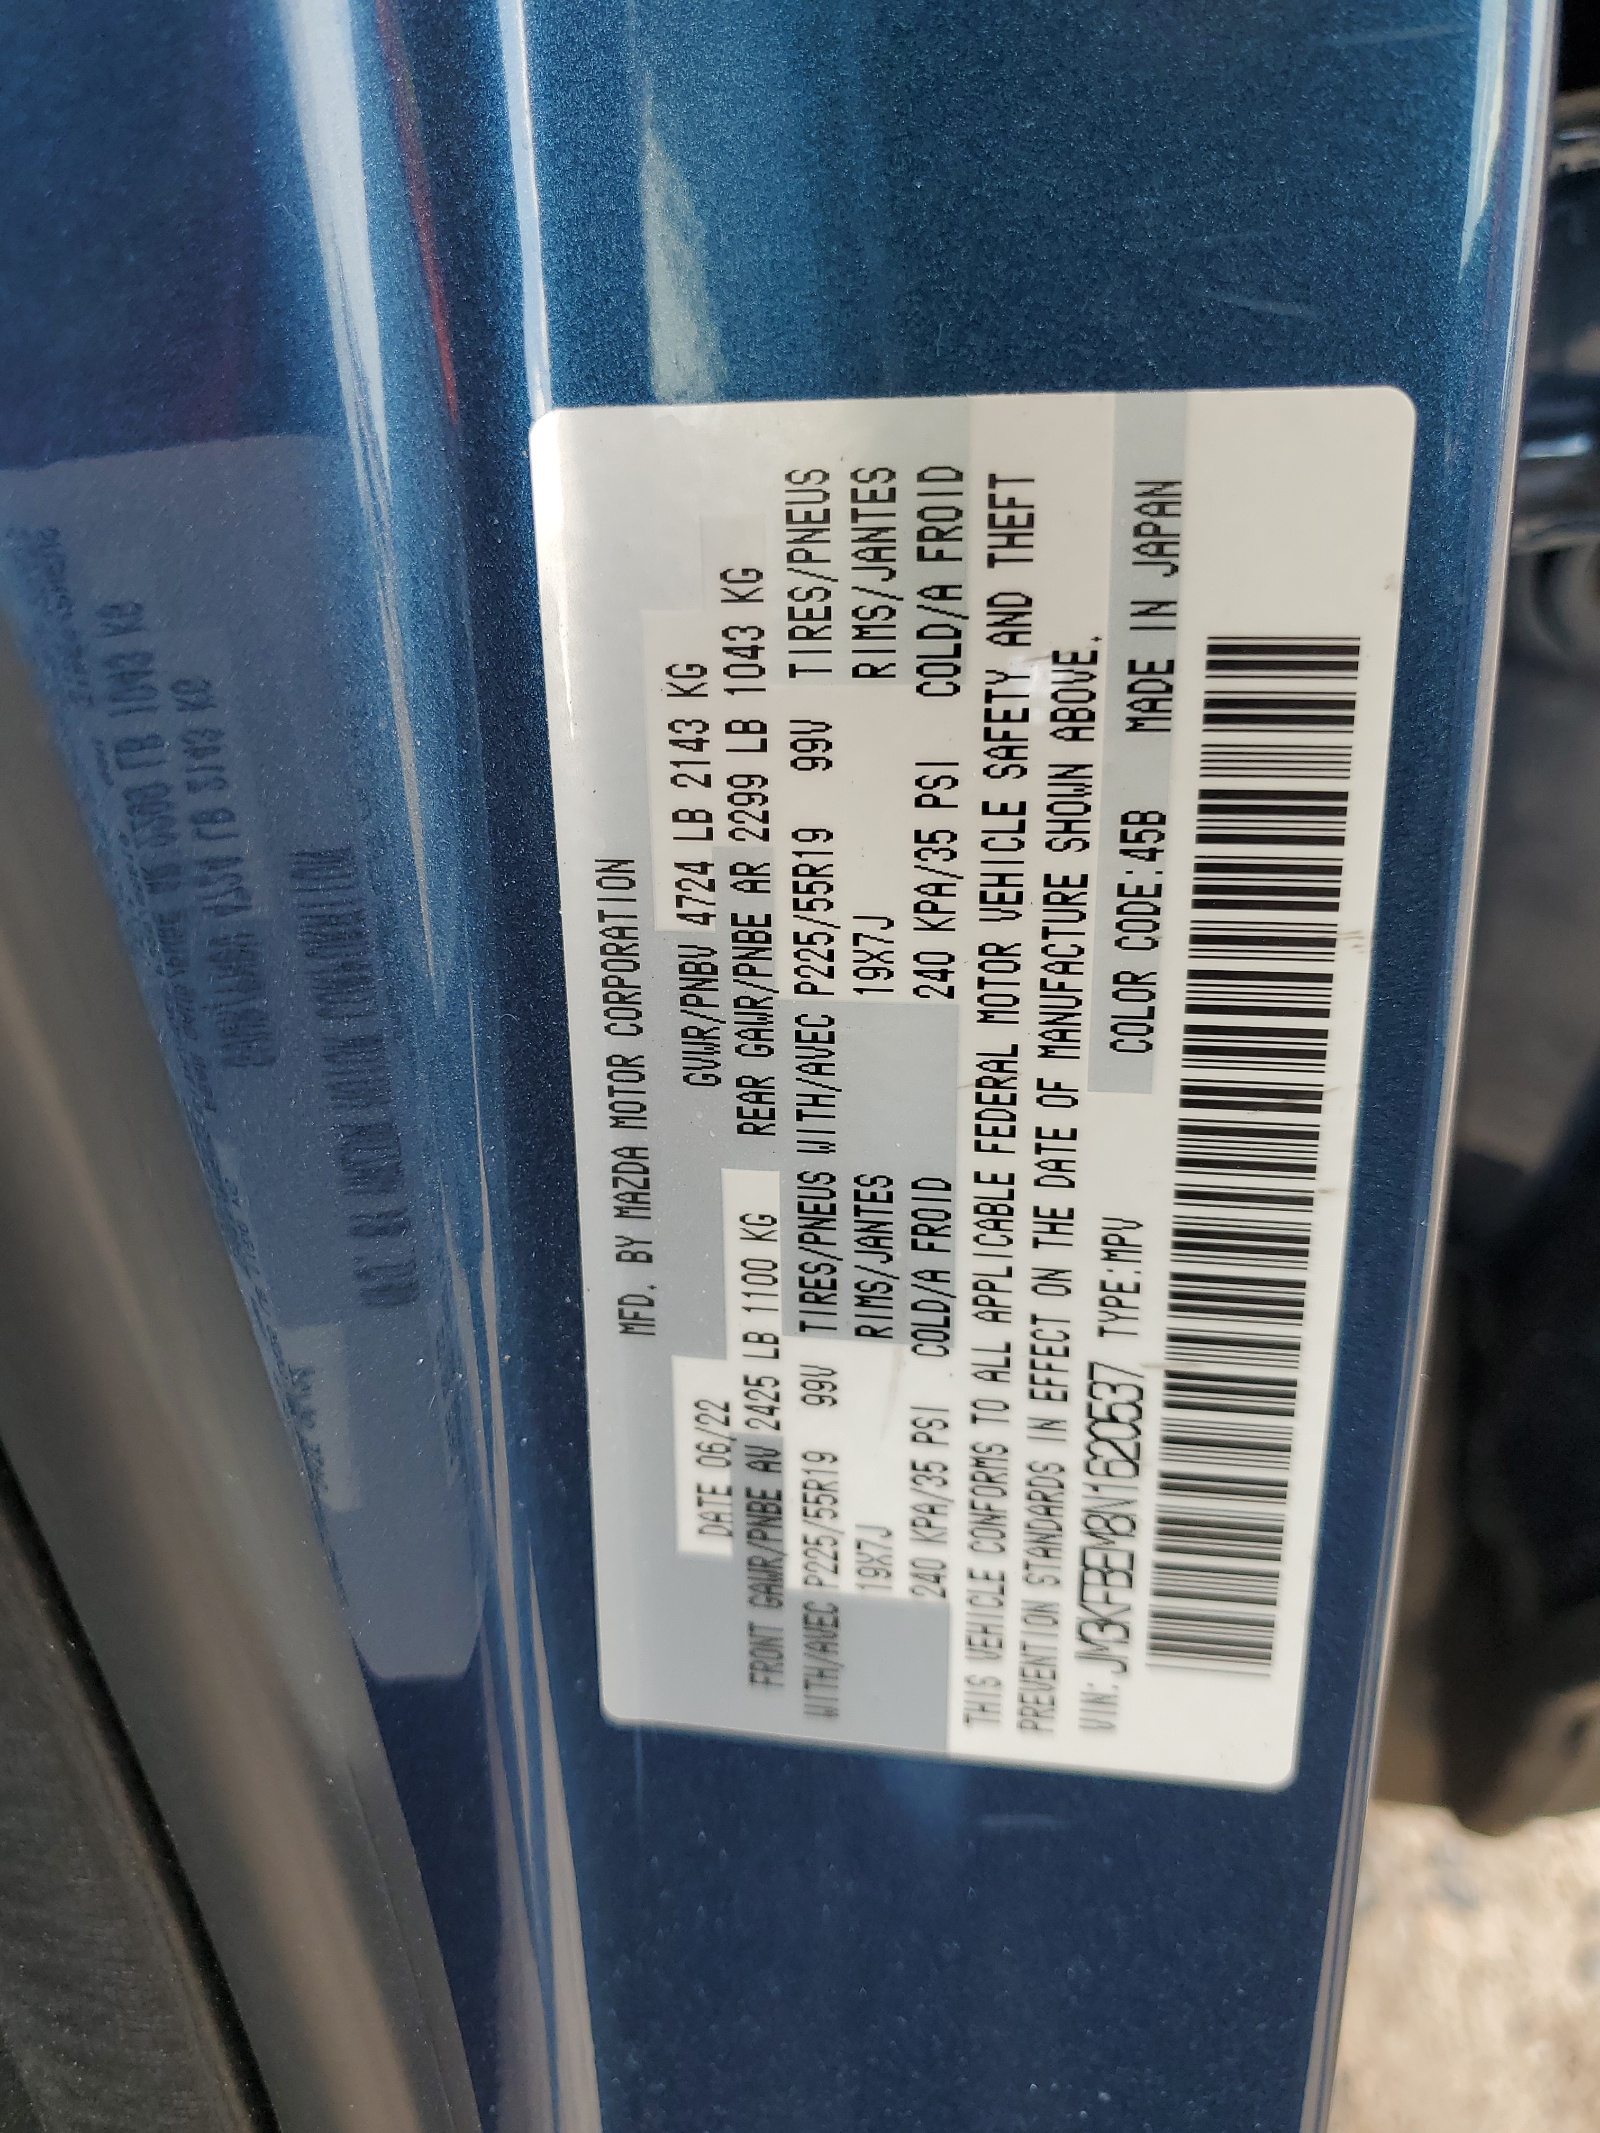 MFD. BY MAZDA MOTOR CORPORATION
DATE 06/22 GVWR/PNBV 4724 LB 2143 KG
FRONT GAWR/PNBE AV 2425 LB 1100 KG REAR GAWR/PNBE AR 2299 LB 1043 KG
WITH/AVEC P225/55R19 99V TIRES/PNEUS WITH/AVEC P225/55R19 99V TIRES/PNEUS
19X7J RIMS/JANTES 19X7J RIMS/JANTES
240 KPA/35 PSI COLD/A FROID 240 KPA/35 PSI COLD/A FROID
THIS VEHICLE CONFORMS TO ALL APPLICABLE FEDERAL MOTOR VEHICLE SAFETY AND THEFT
PREVENTION STANDARDS IN EFFECT ON THE DATE OF MANUFACTURE SHOWN ABOVE.
VIN: JM3KFBEM8N1620537 TYPE:MPV COLOR CODE:45B MADE IN JAPAN